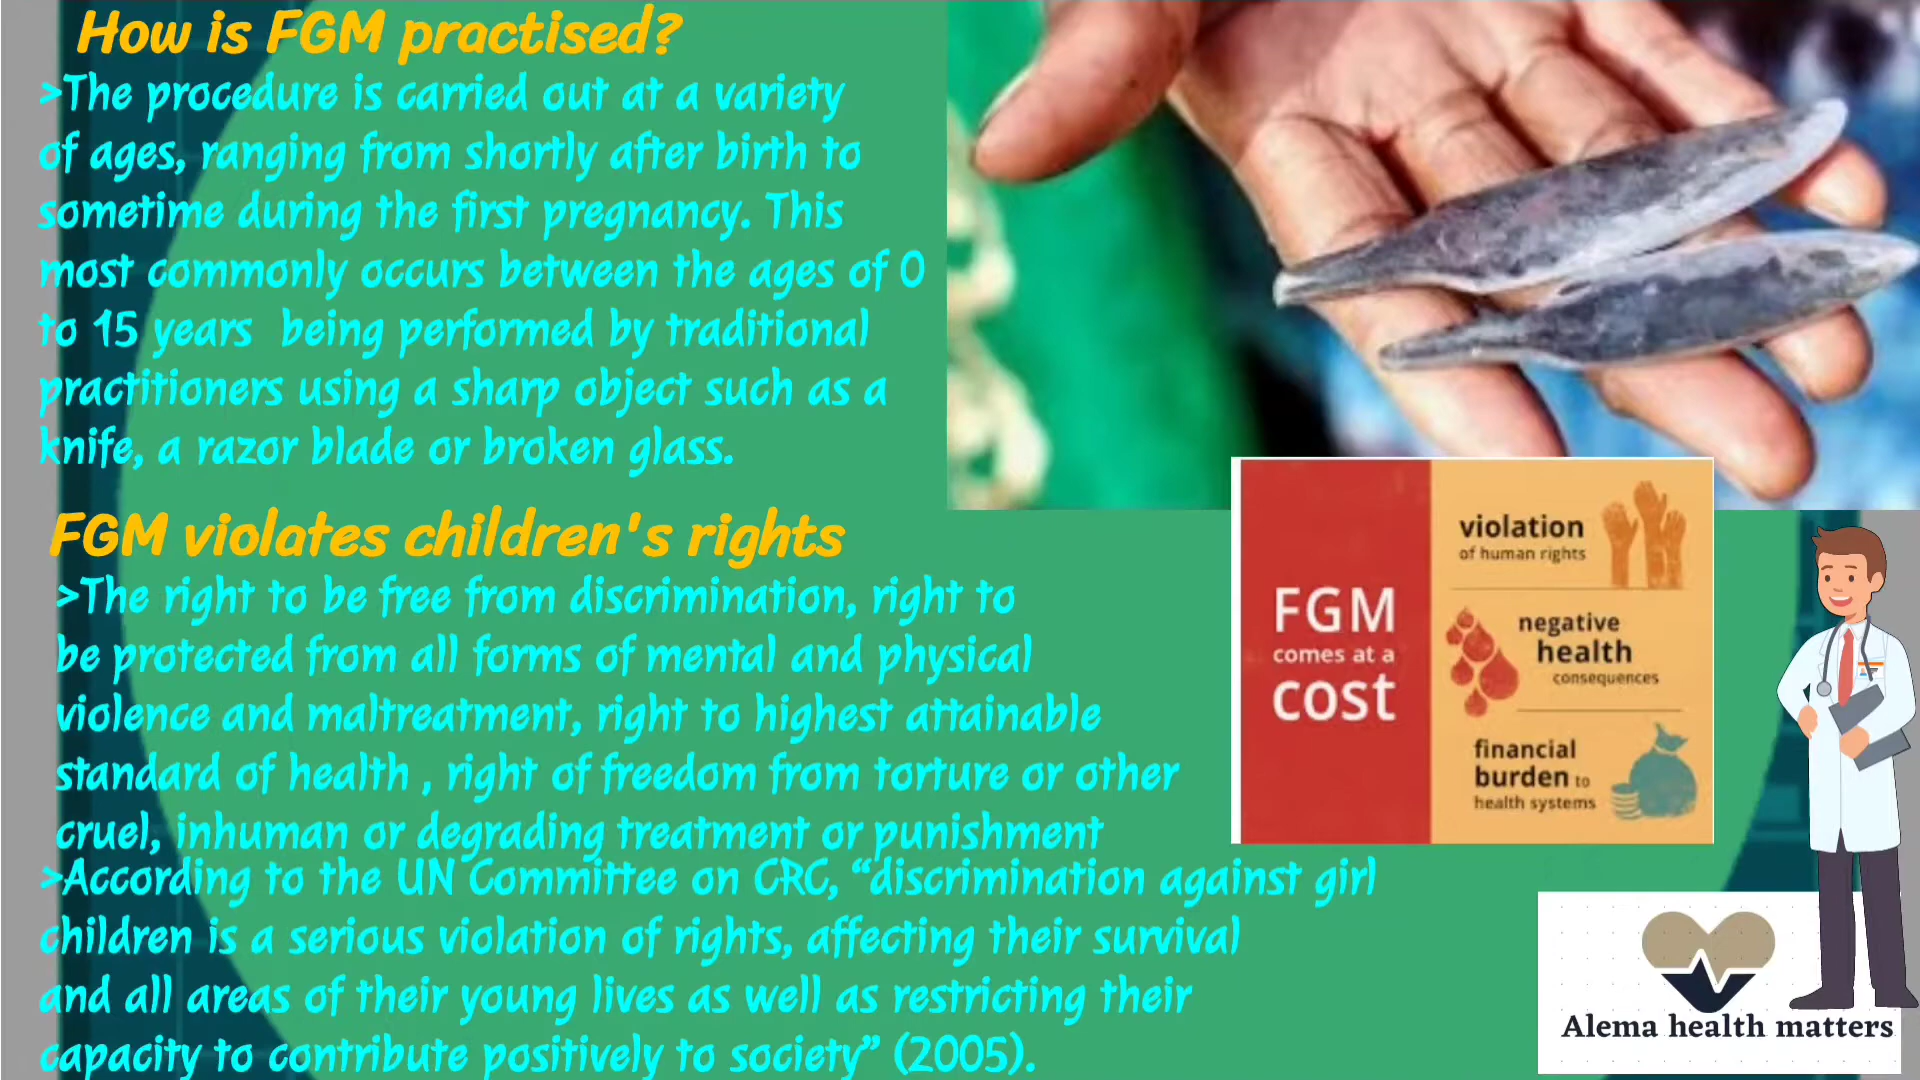 How is FGM practised?
>The procedure is carried out at a variety
of ages, ranging from shortly after birth to
sometime during the first pregnancy. This
most commonly occurs between the ages of 0
to 15 years being performed by traditional
practitioners using a sharp object such as a
knife, a razor blade or broken glass.
FGM violates children's rights
>The right to be free from discrimination, right to
be protected from all forms of mental and physical
violence and maltreatment, right to highest attainable
standard of health , right of freedom from torture or other
cruel, inhuman or degrading treatment or punishment
>According to the UN Committee on CRC, “discrimination against girl
children is a serious violation of rights, affecting their survival
and all areas of their young lives as well as restricting their
capacity to contribute positively to society” (2005).
FGM
comes at a
cost
violation
of human rights
negative
health
consequences
financial
burden to
health systems
Alema health matters